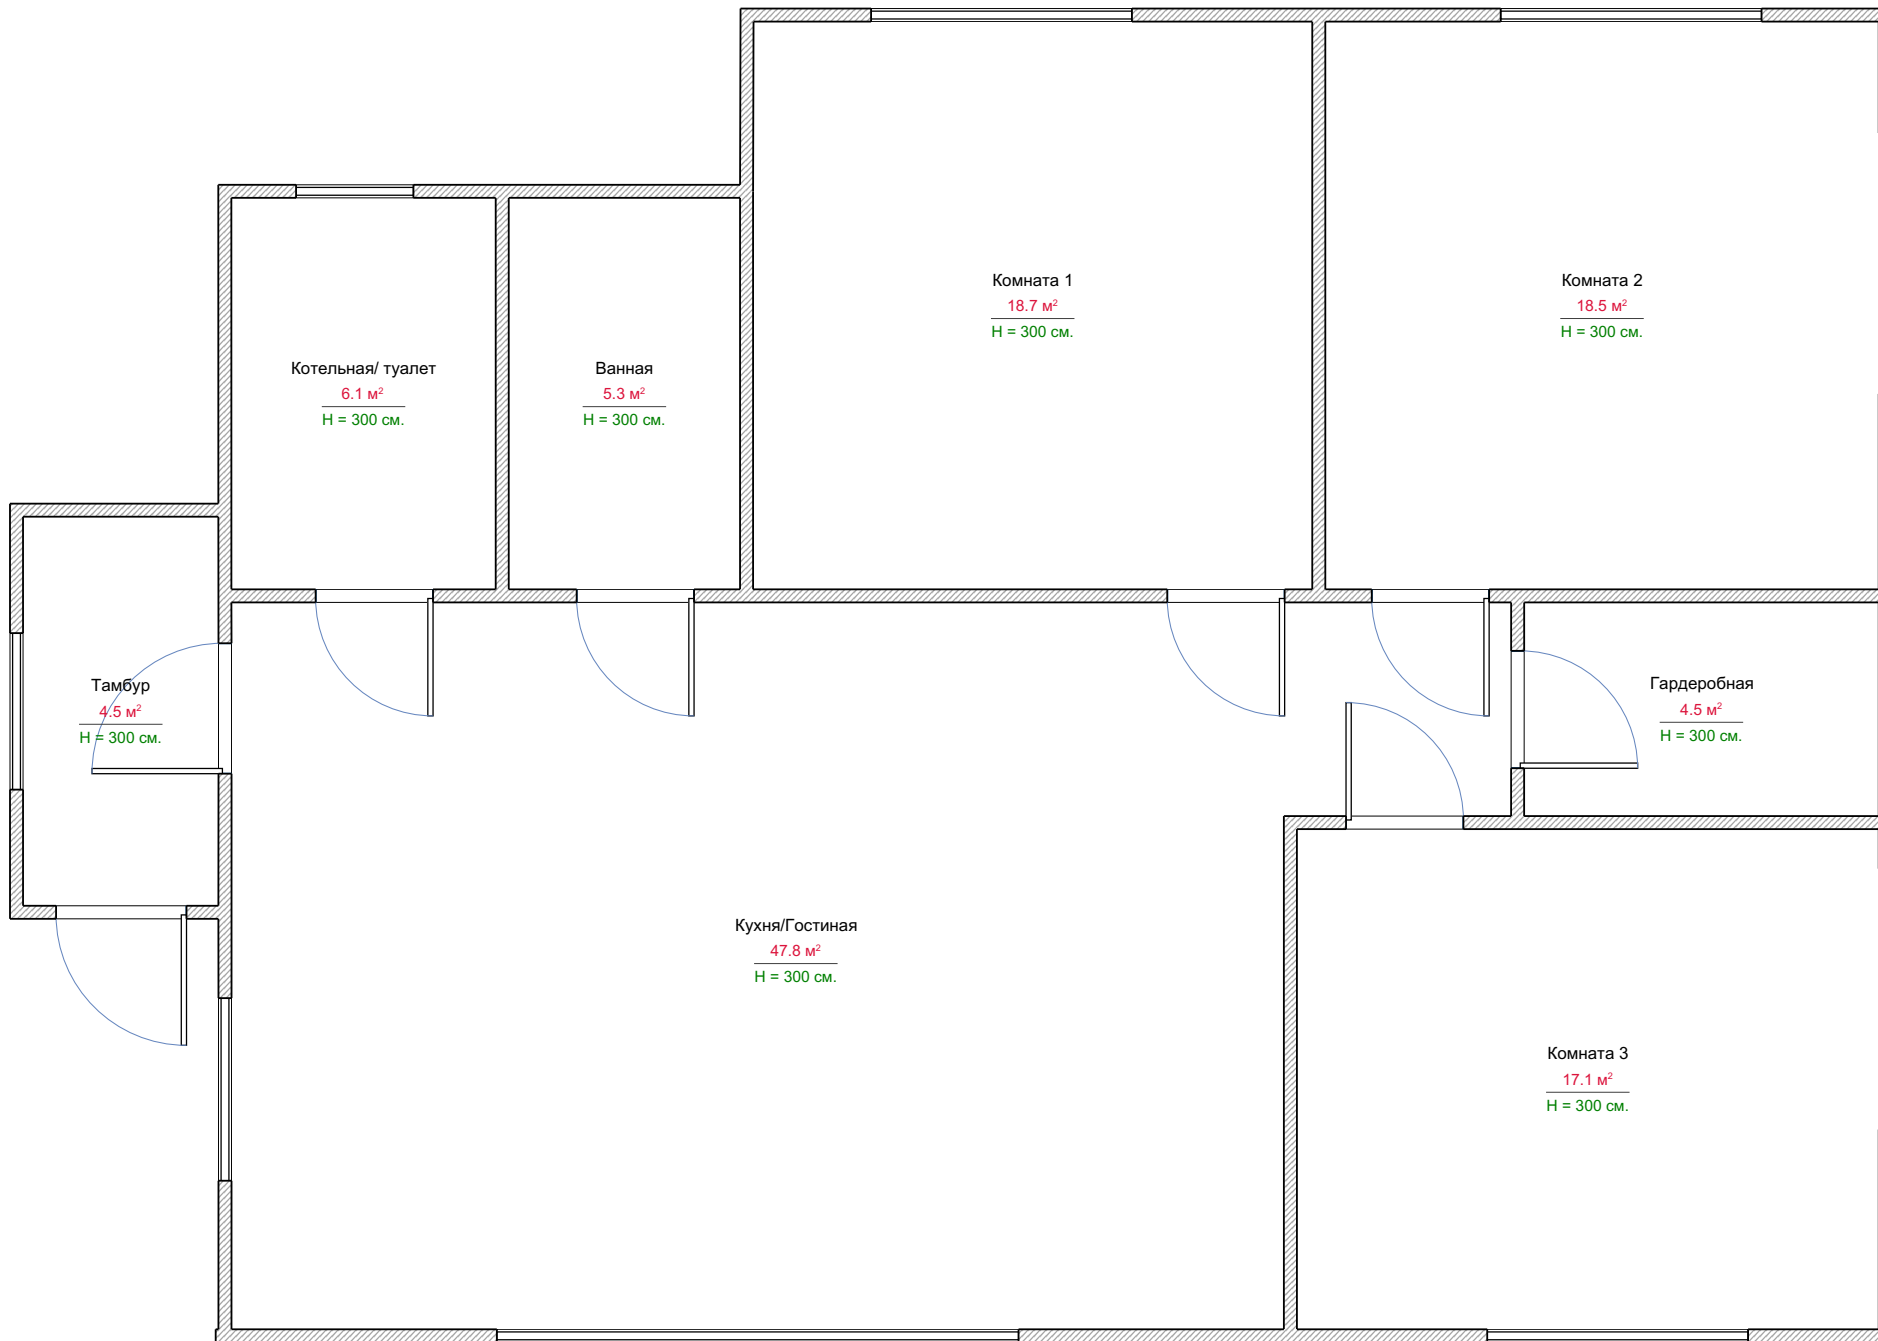 Комната 1
18.7 м²
H = 300 см.
Комната 2
18.5 м²
H = 300 см.
Котельная/ туалет
6.1 м²
H = 300 см.
Ванная
5.3 м²
H = 300 см.
Тамбур
4.5 м²
H = 300 см.
Гардеробная
4.5 м²
H = 300 см.
Кухня/Гостиная
47.8 м²
H = 300 см.
Комната 3
17.1 м²
H = 300 см.